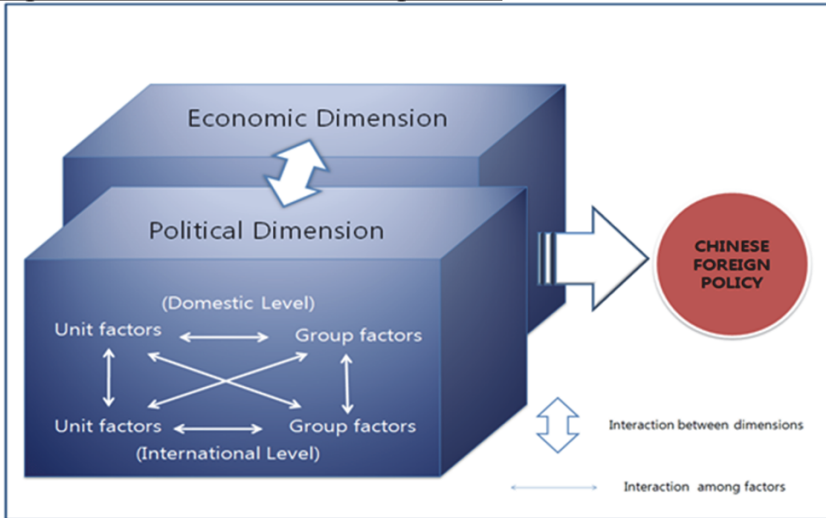 Economic Dimension
Political Dimension
(Domestic Level)
Unit factors
Group factors
Unit factors
Group factors
(International Level)
CHINESE
FOREIGN
POLICY
Interaction between dimensions
Interaction among factors